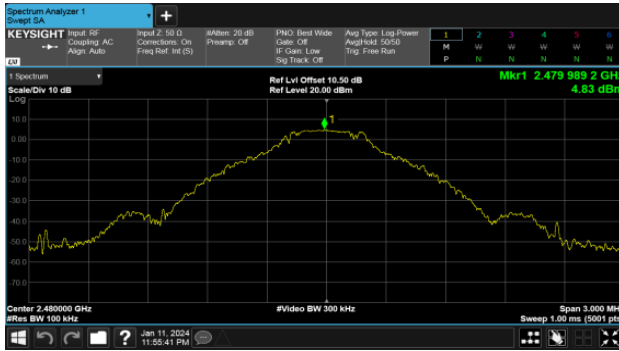 Spectrum Analyzer 1
Swept SA
KEYSIGHT
Input: RF
Coupling: AC
Align: Auto
Input Z: 50 Ω
Corrections: On
Freq Ref: Int (S)
#Atten: 20 dB
Preamp: Off
PNO: Best Wide
Gate: Off
IF Gain: Low
Sig Track: Off
Avg Type: Log-Power
Avg|Hold: 50/50
Trig: Free Run
1 2 3 4 5 6
M W W W W W
P N N N N N
LXI
1 Spectrum
Scale/Div 10 dB
Ref Lvl Offset 10.50 dB
Ref Level 20.00 dBm
Mkr1 2.479 989 2 GHz
4.83 dBm
Log
1
10.0
0.00
-10.0
-20.0
-30.0
-40.0
-50.0
-60.0
-70.0
Center 2.480000 GHz
#Res BW 100 kHz
#Video BW 300 kHz
Span 3.000 MHz
Sweep 1.00 ms (5001 pts)
Jan 11, 2024
11:55:41 PM